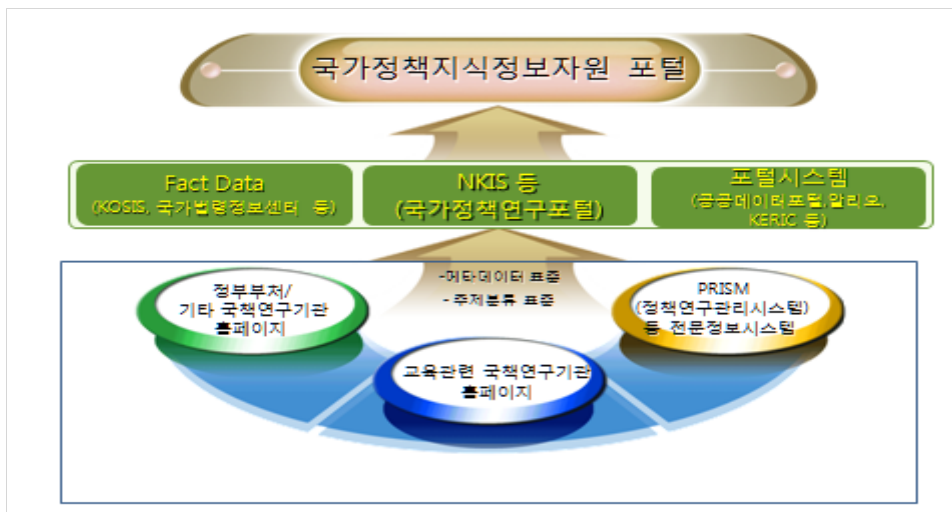 국가정책지식정보자원 포털
Fact Data
(KOSIS, 국가법령정보센터 등)
NKIS 등
(국가정책연구포털)
포털시스템
(공공데이터포털,알리오,
KERIC 등)
-메타데이터 표준
- 주제분류 표준
정부부처/
기타 국책연구기관
홈페이지
PRISM
(정책연구관리시스템)
등 전문정보시스템
교육관련 국책연구기관
홈페이지